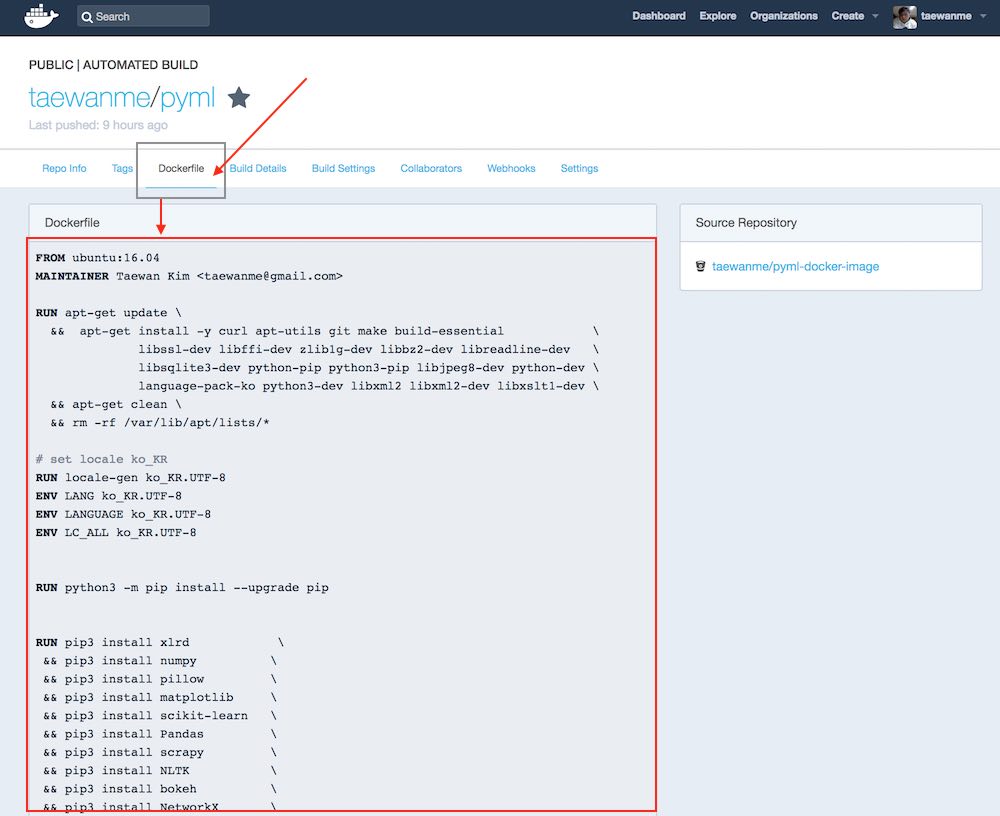 Search
Dashboard Explore Organizations Create taewanme
PUBLIC | AUTOMATED BUILD
taewanme/pyml
Last pushed: 9 hours ago
Repo Info Tags Dockerfile Build Details Build Settings Collaborators Webhooks Settings
Dockerfile
FROM ubuntu:16.04
MAINTAINER Taewan Kim <taewanme@gmail.com>
RUN apt-get update \
&& apt-get install -y curl apt-utils git make build-essential \
libssl-dev libffi-dev zlib1g-dev libbz2-dev libreadline-dev \
libsqlite3-dev python-pip python3-pip libjpeg8-dev python-dev \
language-pack-ko python3-dev libxml2 libxml2-dev libxslt1-dev \
&& apt-get clean \
&& rm -rf /var/lib/apt/lists/*
# set locale ko_KR
RUN locale-gen ko_KR.UTF-8
ENV LANG ko_KR.UTF-8
ENV LANGUAGE ko_KR.UTF-8
ENV LC_ALL ko_KR.UTF-8
RUN python3 -m pip install --upgrade pip
RUN pip3 install xlrd \
&& pip3 install numpy \
&& pip3 install pillow \
&& pip3 install matplotlib \
&& pip3 install scikit-learn \
&& pip3 install Pandas \
&& pip3 install scrapy \
&& pip3 install NLTK \
&& pip3 install bokeh \
&& pip3 install NetworkX \
Source Repository
taewanme/pyml-docker-image